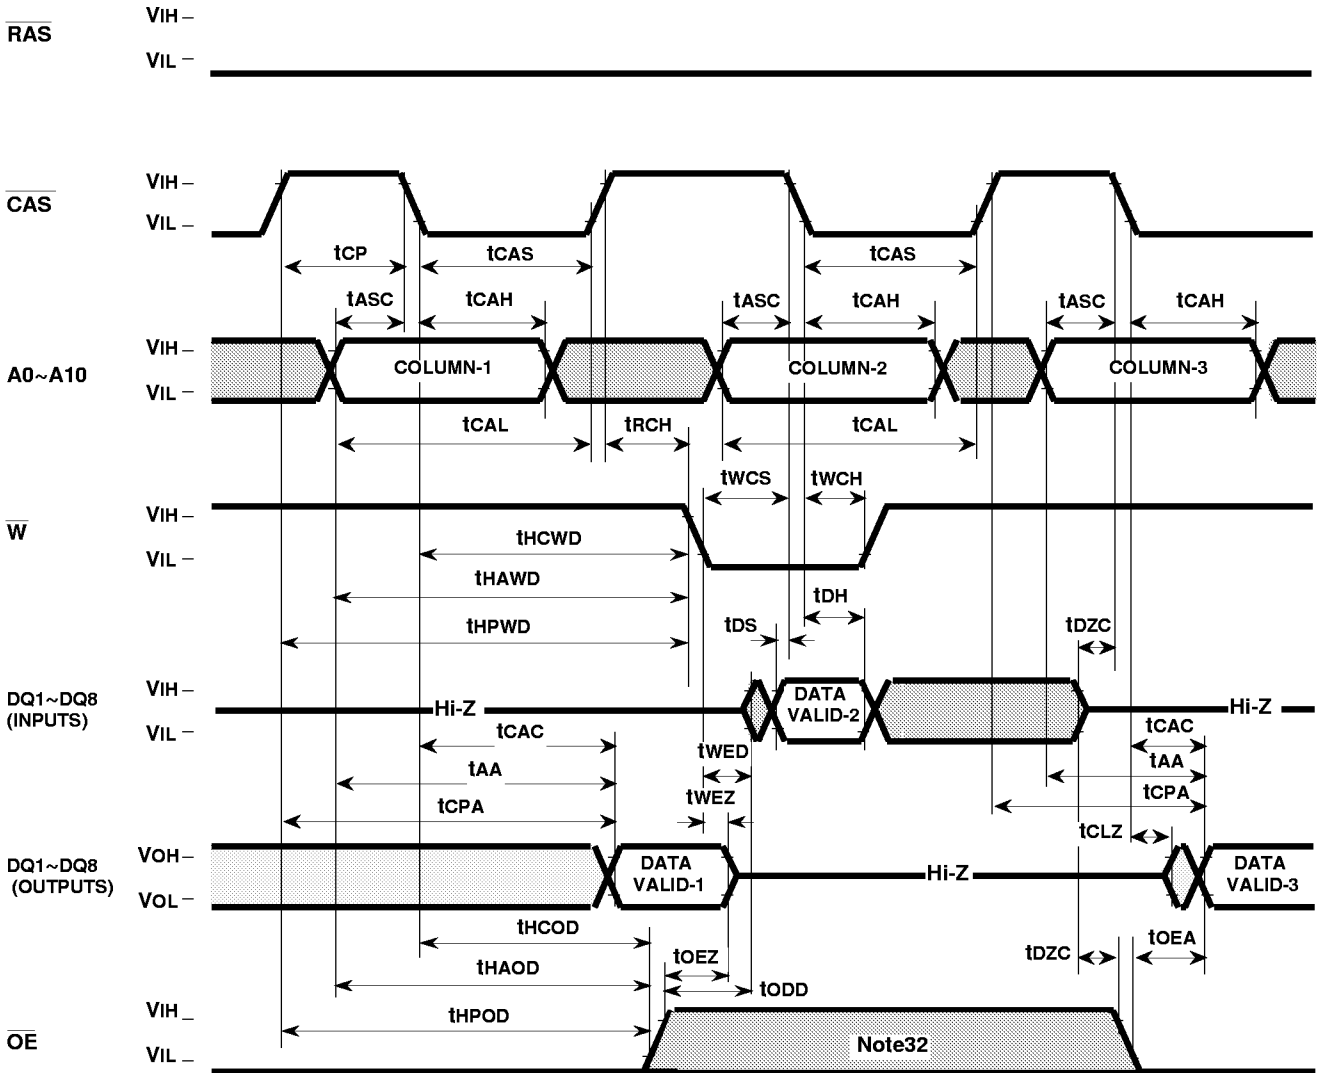 RAS
VIH
VIL
CAS
VIH
VIL
tCP
tCAS
tCAS
tASC
tCAH
tASC
tCAH
tASC
tCAH
A0~A10
VIH
VIL
COLUMN-1
COLUMN-2
COLUMN-3
tCAL
tRCH
tCAL
tWCS
tWCH
W
VIH
VIL
tHCWD
tHAWD
tHPWD
tDH
tDS
tDZC
DQ1~DQ8
(INPUTS)
VIH
VIL
Hi-Z
DATA
VALID-2
Hi-Z
tCAC
tWED
tCAC
tAA
tAA
tWEZ
tCPA
tCPA
tCLZ
DQ1~DQ8
(OUTPUTS)
VOH
VOL
DATA
VALID-1
Hi-Z
DATA
VALID-3
tHCOD
tOEZ
tDZC
tOEA
tHAOD
tODD
tHPOD
OE
VIH
VIL
Note32